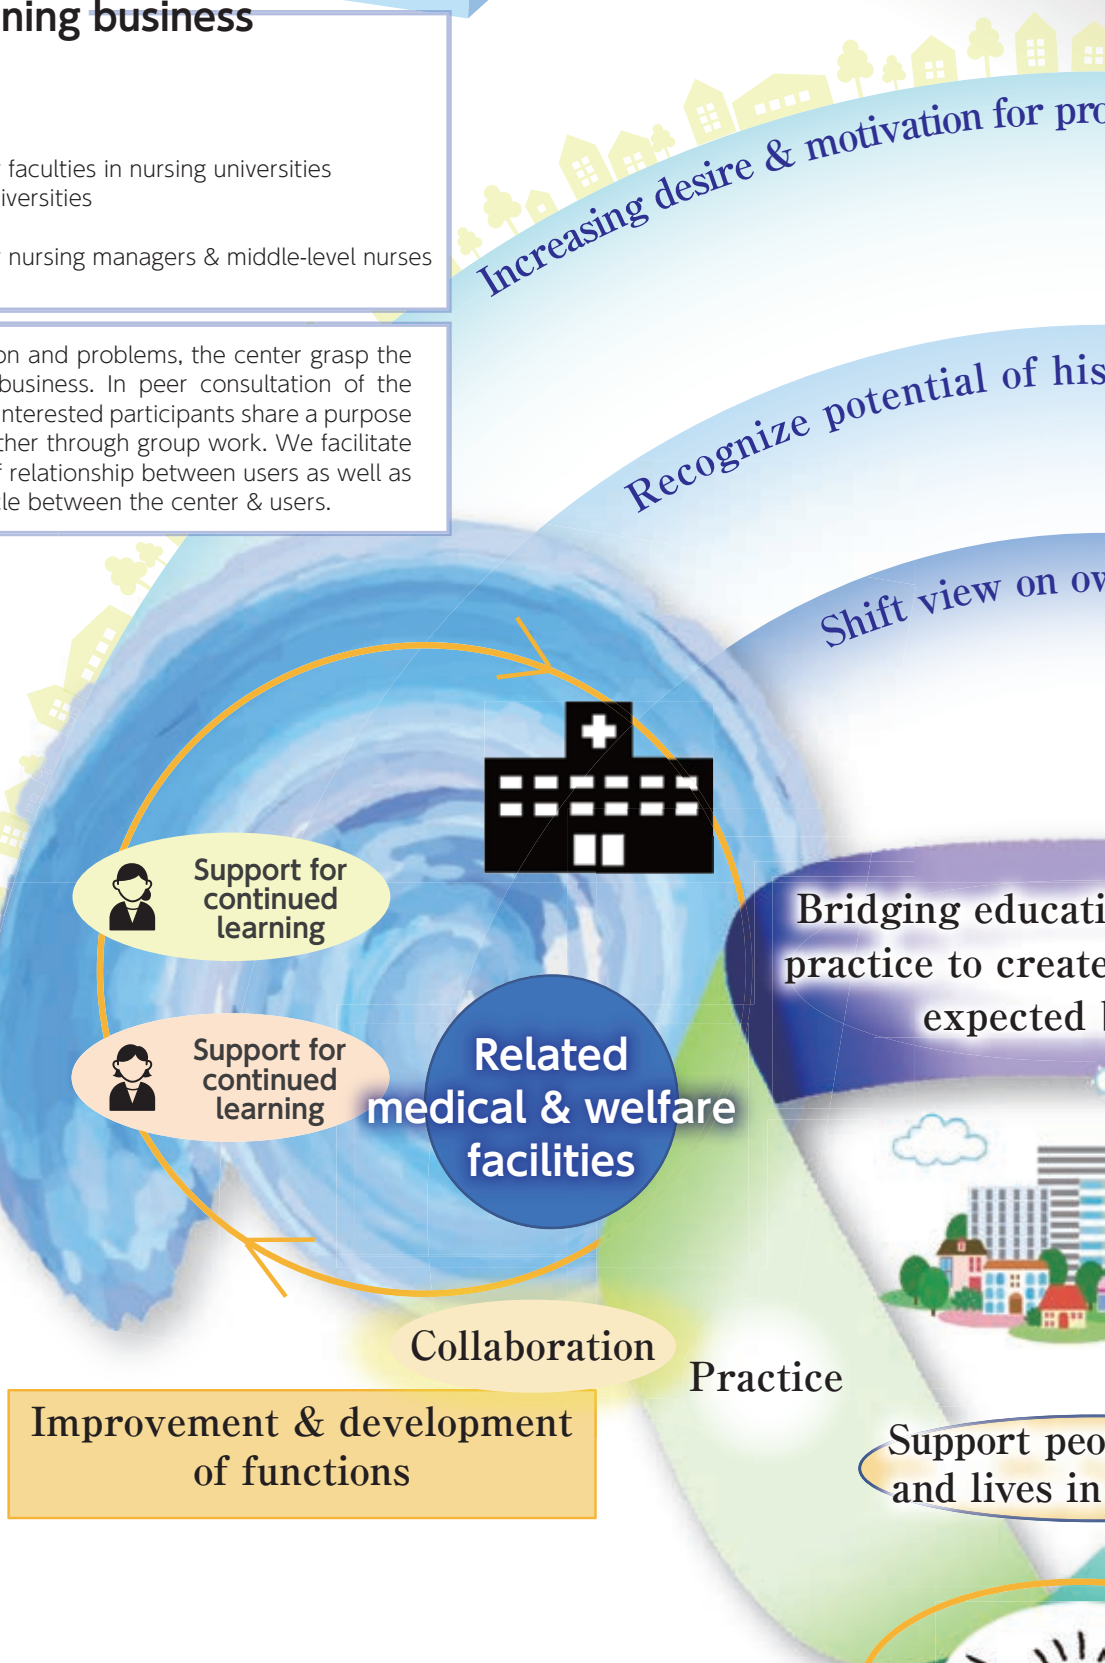 ning business
faculties in nursing universities
iversities
nursing managers & middle-level nurses
on and problems, the center grasp the
business. In peer consultation of the
interested participants share a purpose
ther through group work. We facilitate
f relationship between users as well as
cle between the center & users.
Increasing desire & motivation for pro
Recognize potential of his
Shift view on ow
Support for
continued
learning
Support for
continued
learning
Related
medical & welfare
facilities
Bridging educati
practice to create
expected b
Collaboration
Practice
Improvement & development
of functions
Support peo
and lives in